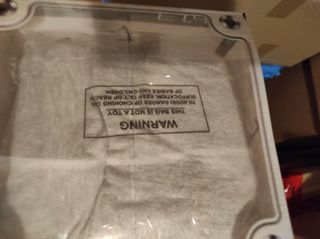 WARNING
THIS BAG IS NOT A TOY
TO AVOID DANGER OF CHOKING OR
SUFFOCATION, KEEP OUT OF REACH
OF BABIES AND CHILDREN.